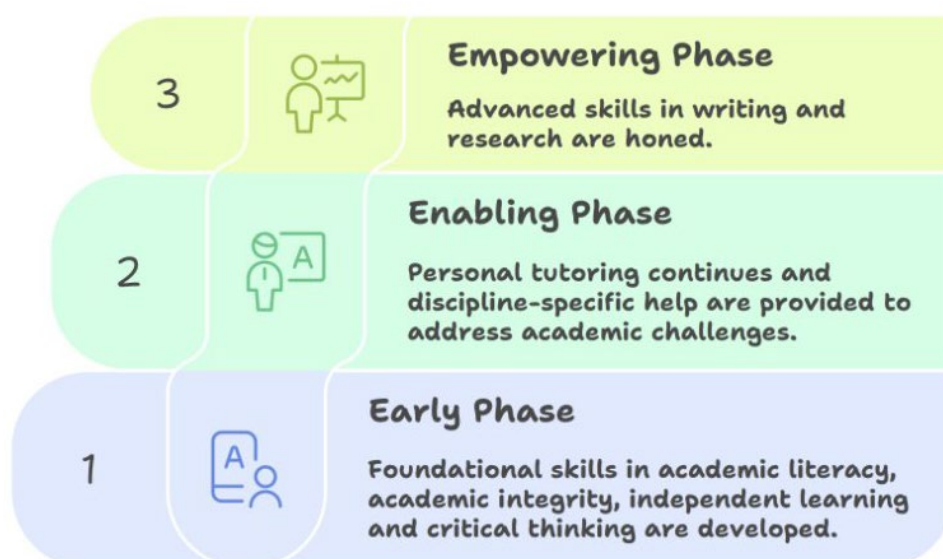 3
Empowering Phase
Advanced skills in writing and
research are honed.
2
A
Enabling Phase
Personal tutoring continues and
discipline-specific help are provided to
address academic challenges.
1
A
Early Phase
Foundational skills in academic literacy,
academic integrity, independent learning
and critical thinking are developed.